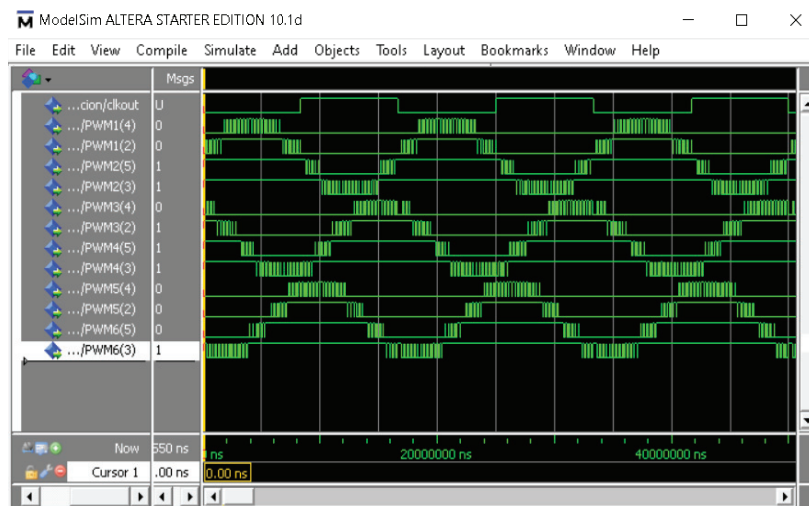 ModelSim ALTERA STARTER EDITION 10.1d
File Edit View Compile Simulate Add Objects Tools Layout Bookmarks Window Help
Msgs
...cion/clkout U
.../PWM1(4) 0
.../PWM1(2) 0
.../PWM2(5) 1
.../PWM2(3) 1
.../PWM3(4) 0
.../PWM3(2) 1
.../PWM4(5) 1
.../PWM4(3) 1
.../PWM5(4) 0
.../PWM5(2) 0
.../PWM6(5) 0
.../PWM6(3) 1
Now 550 ns ns 20000000 ns 40000000 ns
Cursor 1 .00 ns 0.00 ns